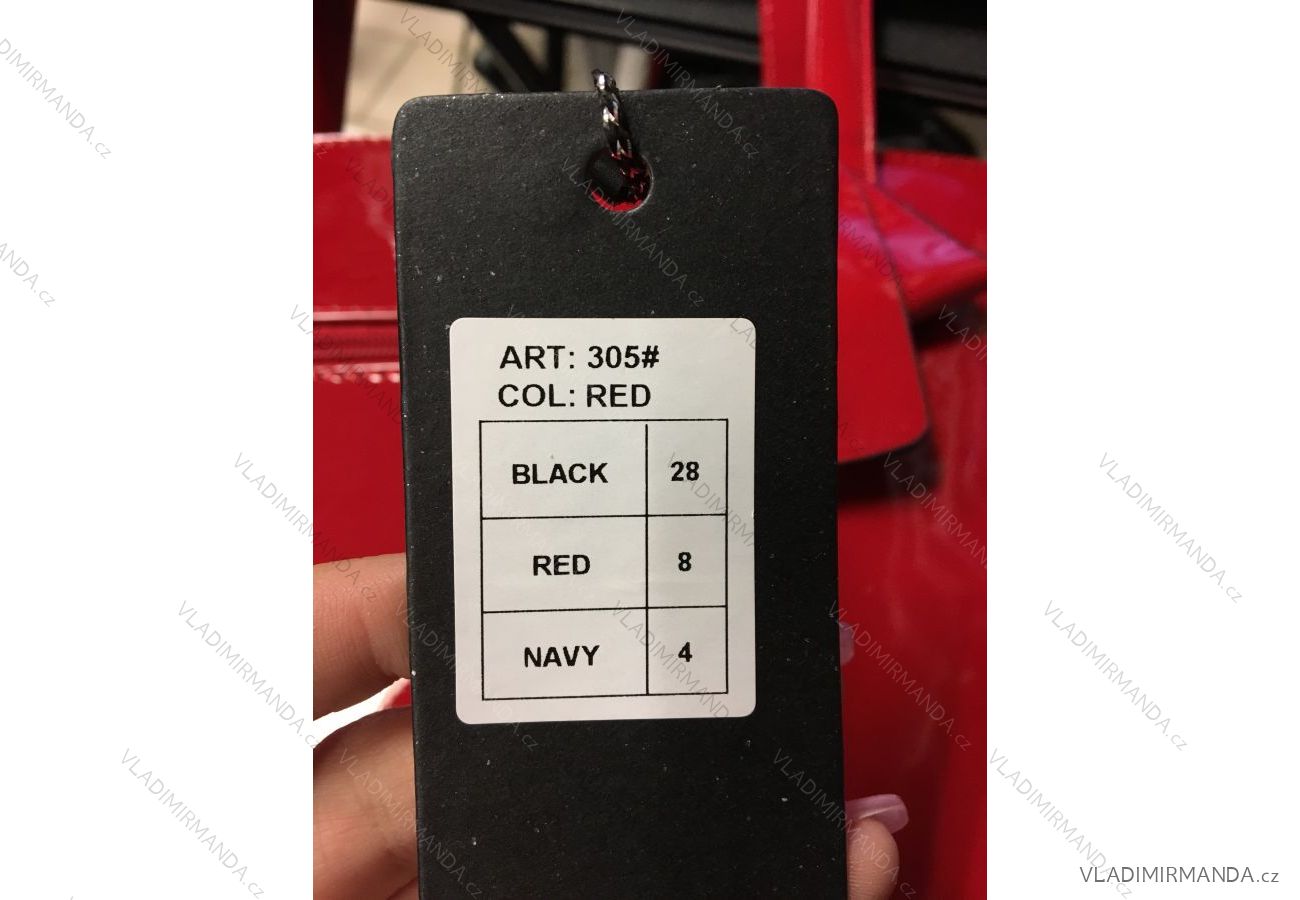 ART: 305#
COL: RED
BLACK 28
RED 8
NAVY 4
VLADIMIRMANDA.cz